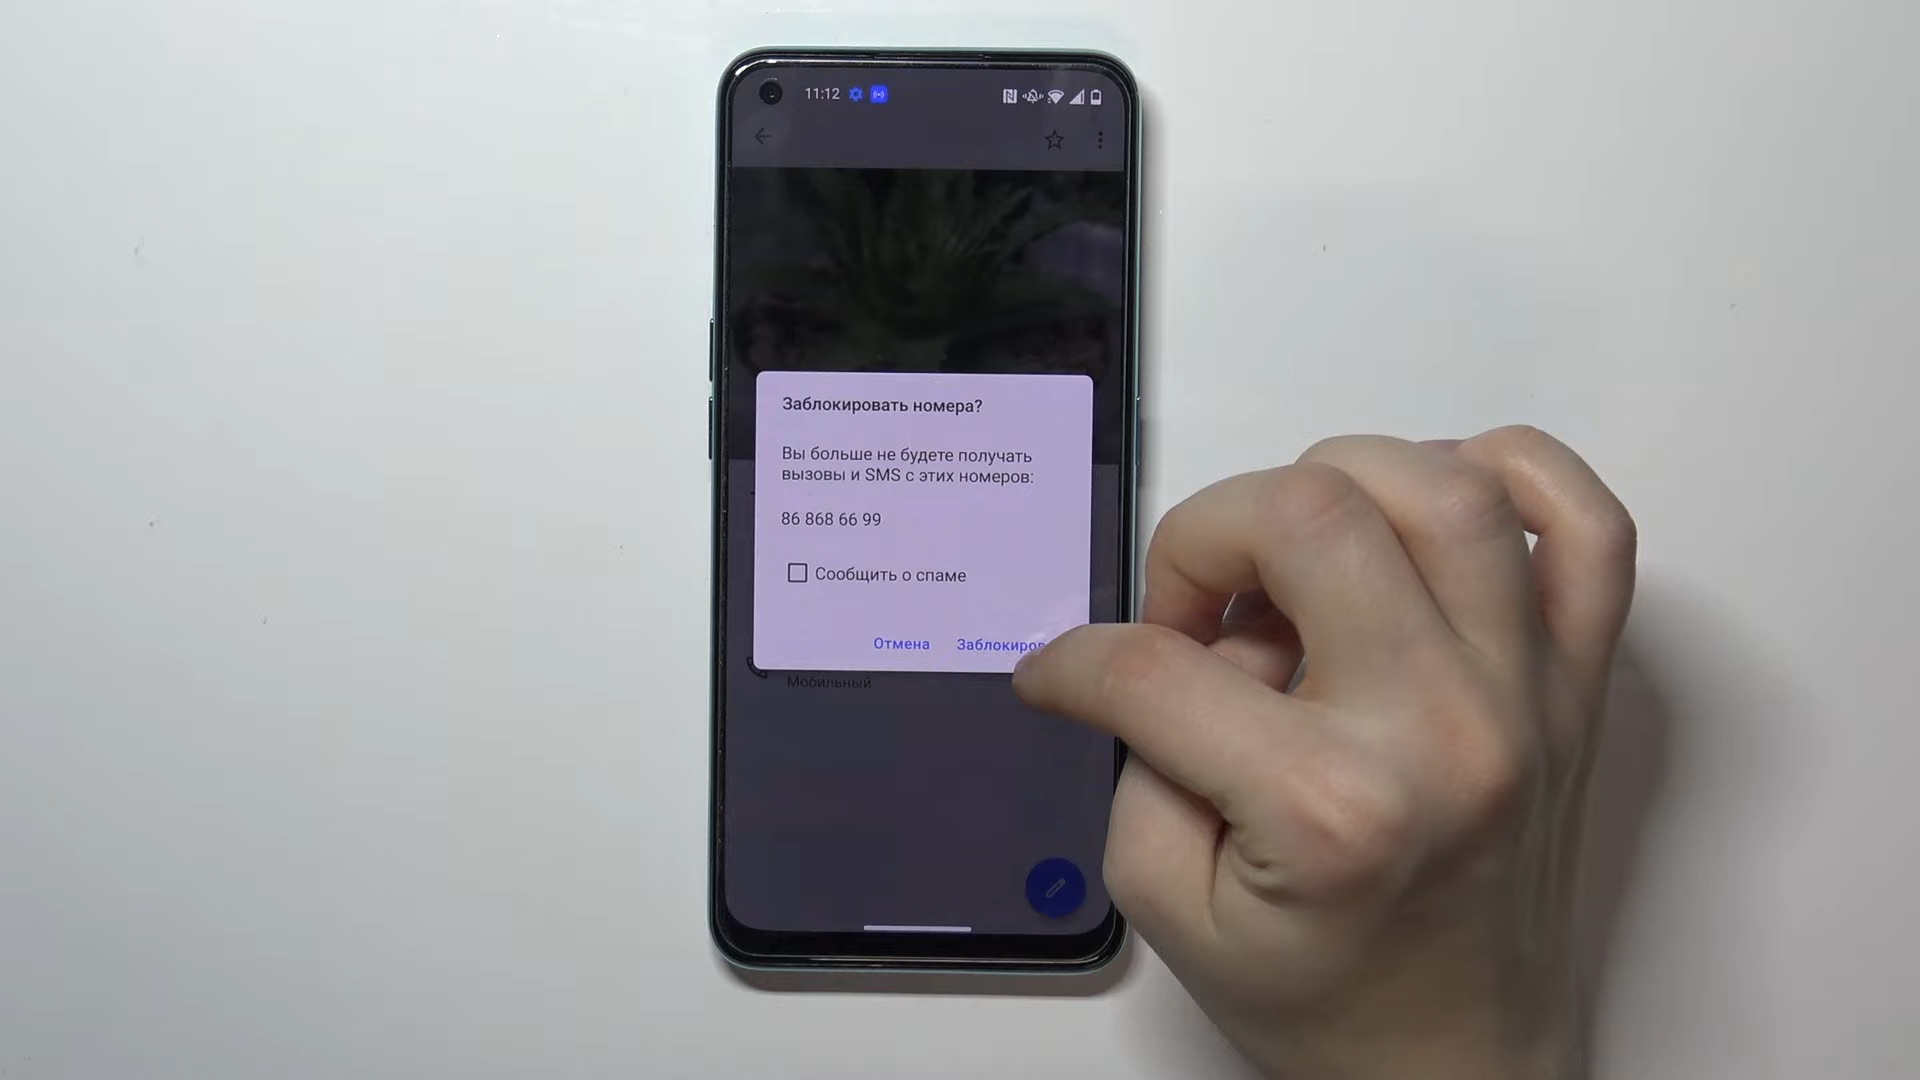 11:12
Заблокировать номера?
Вы больше не будете получать
вызовы и SMS с этих номеров:
86 868 66 99
Сообщить о спаме
Отмена
Мобильный